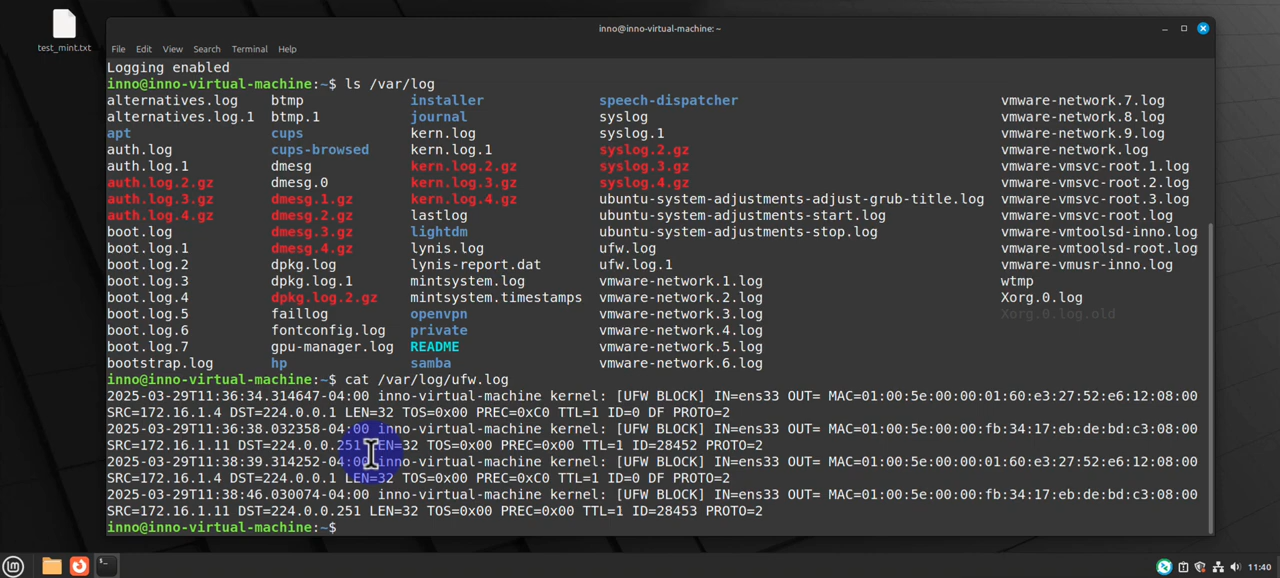 test_mint.txt
inno@inno-virtual-machine: ~
File Edit View Search Terminal Help
Logging enabled
inno@inno-virtual-machine:~$ ls /var/log
alternatives.log btmp installer speech-dispatcher vmware-network.7.log
alternatives.log.1 btmp.1 journal syslog vmware-network.8.log
apt cups kern.log syslog.1 vmware-network.9.log
auth.log cups-browsed kern.log.1 syslog.2.gz vmware-network.log
auth.log.1 dmesg kern.log.2.gz syslog.3.gz vmware-vmsvc-root.1.log
auth.log.2.gz dmesg.0 kern.log.3.gz syslog.4.gz vmware-vmsvc-root.2.log
auth.log.3.gz dmesg.1.gz kern.log.4.gz ubuntu-system-adjustments-adjust-grub-title.log vmware-vmsvc-root.3.log
auth.log.4.gz dmesg.2.gz lastlog ubuntu-system-adjustments-start.log vmware-vmsvc-root.log
boot.log dmesg.3.gz lightdm ubuntu-system-adjustments-stop.log vmware-vmtoolsd-inno.log
boot.log.1 dmesg.4.gz lynis.log ufw.log vmware-vmtoolsd-root.log
boot.log.2 dpkg.log lynis-report.dat ufw.log.1 vmware-vmusr-inno.log
boot.log.3 dpkg.log.1 mintsystem.log vmware-network.1.log wtmp
boot.log.4 dpkg.log.2.gz mintsystem.timestamps vmware-network.2.log Xorg.0.log
boot.log.5 faillog openvpn vmware-network.3.log Xorg.0.log.old
boot.log.6 fontconfig.log private vmware-network.4.log
boot.log.7 gpu-manager.log README vmware-network.5.log
bootstrap.log hp samba vmware-network.6.log
inno@inno-virtual-machine:~$ cat /var/log/ufw.log
2025-03-29T11:36:34.314647-04:00 inno-virtual-machine kernel: [UFW BLOCK] IN=ens33 OUT= MAC=01:00:5e:00:00:01:60:e3:27:52:e6:12:08:00
SRC=172.16.1.4 DST=224.0.0.1 LEN=32 TOS=0x00 PREC=0xC0 TTL=1 ID=0 DF PROTO=2
2025-03-29T11:36:38.032358-04:00 inno-virtual-machine kernel: [UFW BLOCK] IN=ens33 OUT= MAC=01:00:5e:00:00:fb:34:17:eb:de:bd:c3:08:00
SRC=172.16.1.11 DST=224.0.0.251 LEN=32 TOS=0x00 PREC=0x00 TTL=1 ID=28452 PROTO=2
2025-03-29T11:38:39.314252-04:00 inno-virtual-machine kernel: [UFW BLOCK] IN=ens33 OUT= MAC=01:00:5e:00:00:01:60:e3:27:52:e6:12:08:00
SRC=172.16.1.4 DST=224.0.0.1 LEN=32 TOS=0x00 PREC=0xC0 TTL=1 ID=0 DF PROTO=2
2025-03-29T11:38:46.030074-04:00 inno-virtual-machine kernel: [UFW BLOCK] IN=ens33 OUT= MAC=01:00:5e:00:00:fb:34:17:eb:de:bd:c3:08:00
SRC=172.16.1.11 DST=224.0.0.251 LEN=32 TOS=0x00 PREC=0x00 TTL=1 ID=28453 PROTO=2
inno@inno-virtual-machine:~$
11:40